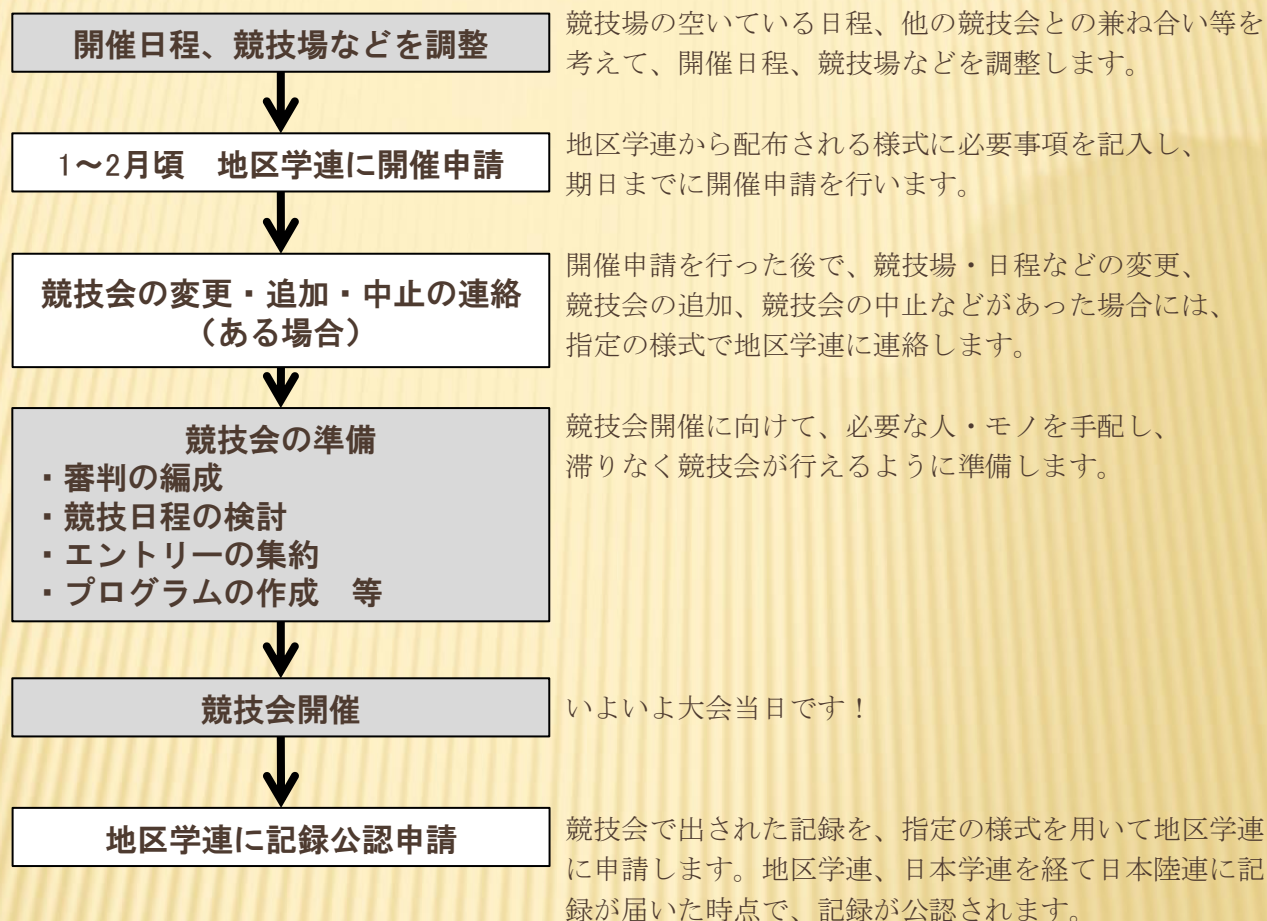 開催日程、競技場などを調整
競技場の空いている日程、他の競技会との兼ね合い等を
考えて、開催日程、競技場などを調整します。
1～2月頃　地区学連に開催申請
地区学連から配布される様式に必要事項を記入し、
期日までに開催申請を行います。
競技会の変更・追加・中止の連絡
（ある場合）
開催申請を行った後で、競技場・日程などの変更、
競技会の追加、競技会の中止などがあった場合には、
指定の様式で地区学連に連絡します。
競技会の準備
・審判の編成
・競技日程の検討
・エントリーの集約
・プログラムの作成　等
競技会開催に向けて、必要な人・モノを手配し、
滞りなく競技会が行えるように準備します。
競技会開催
いよいよ大会当日です！
地区学連に記録公認申請
競技会で出された記録を、指定の様式を用いて地区学連
に申請します。地区学連、日本学連を経て日本陸連に記
録が届いた時点で、記録が公認されます。